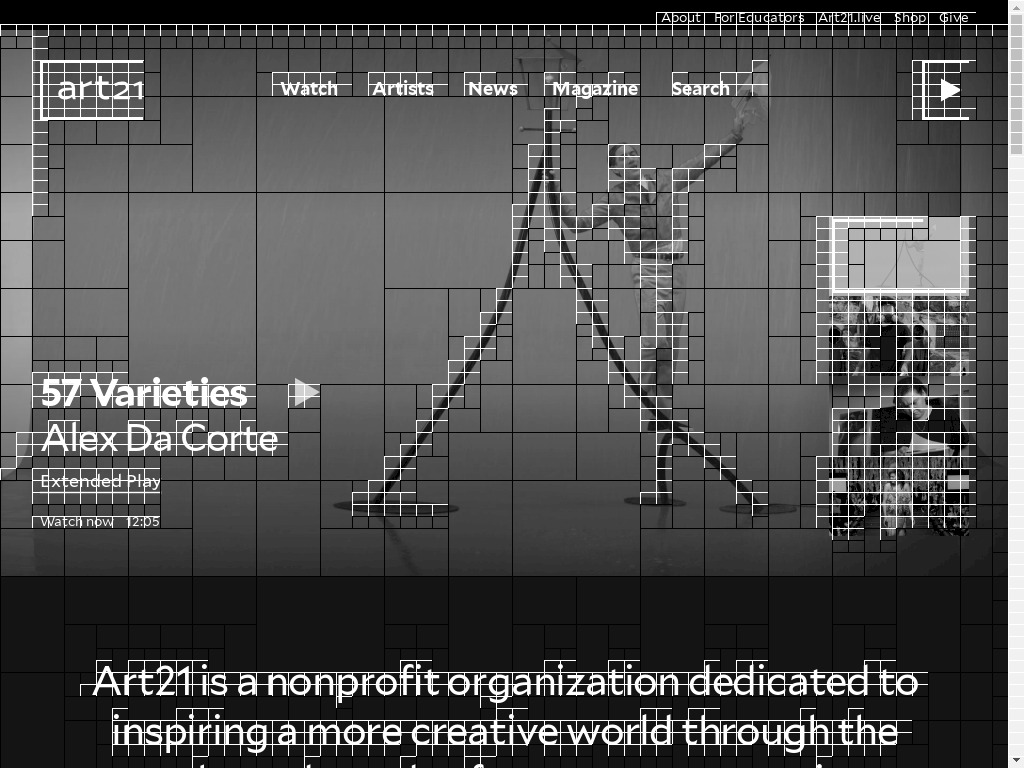 About For Educators Art21.live Shop Give
art21 Watch Artists News Magazine Search
57 Varieties
Alex Da Corte
Extended Play
Watch now 12:05
Art21 is a nonprofit organization dedicated to
inspiring a more creative world through the